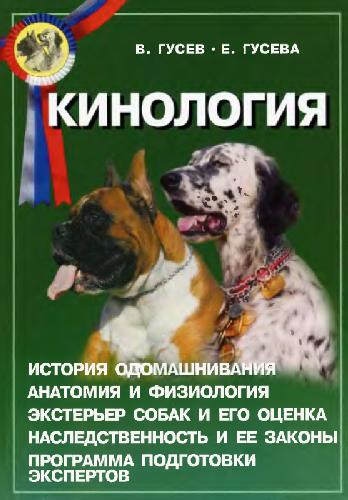 В. ГУСЕВ • Е. ГУСЕВА
КИНОЛОГИЯ
ИСТОРИЯ ОДОМАШНИВАНИЯ
АНАТОМИЯ И ФИЗИОЛОГИЯ
ЭКСТЕРЬЕР СОБАК И ЕГО ОЦЕНКА
НАСЛЕДСТВЕННОСТЬ И ЕЕ ЗАКОНЫ
ПРОГРАММА ПОДГОТОВКИ
ЭКСПЕРТОВ